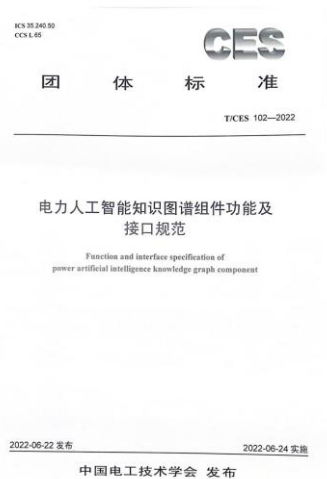 ICS 35.240.50
CCS L 65
CES
团体标准
T/CES 102—2022
电力人工智能知识图谱组件功能及
接口规范
Function and interface specification of
power artificial intelligence knowledge graph component
2022-06-22 发布
2022-06-24 实施
中国电工技术学会 发布